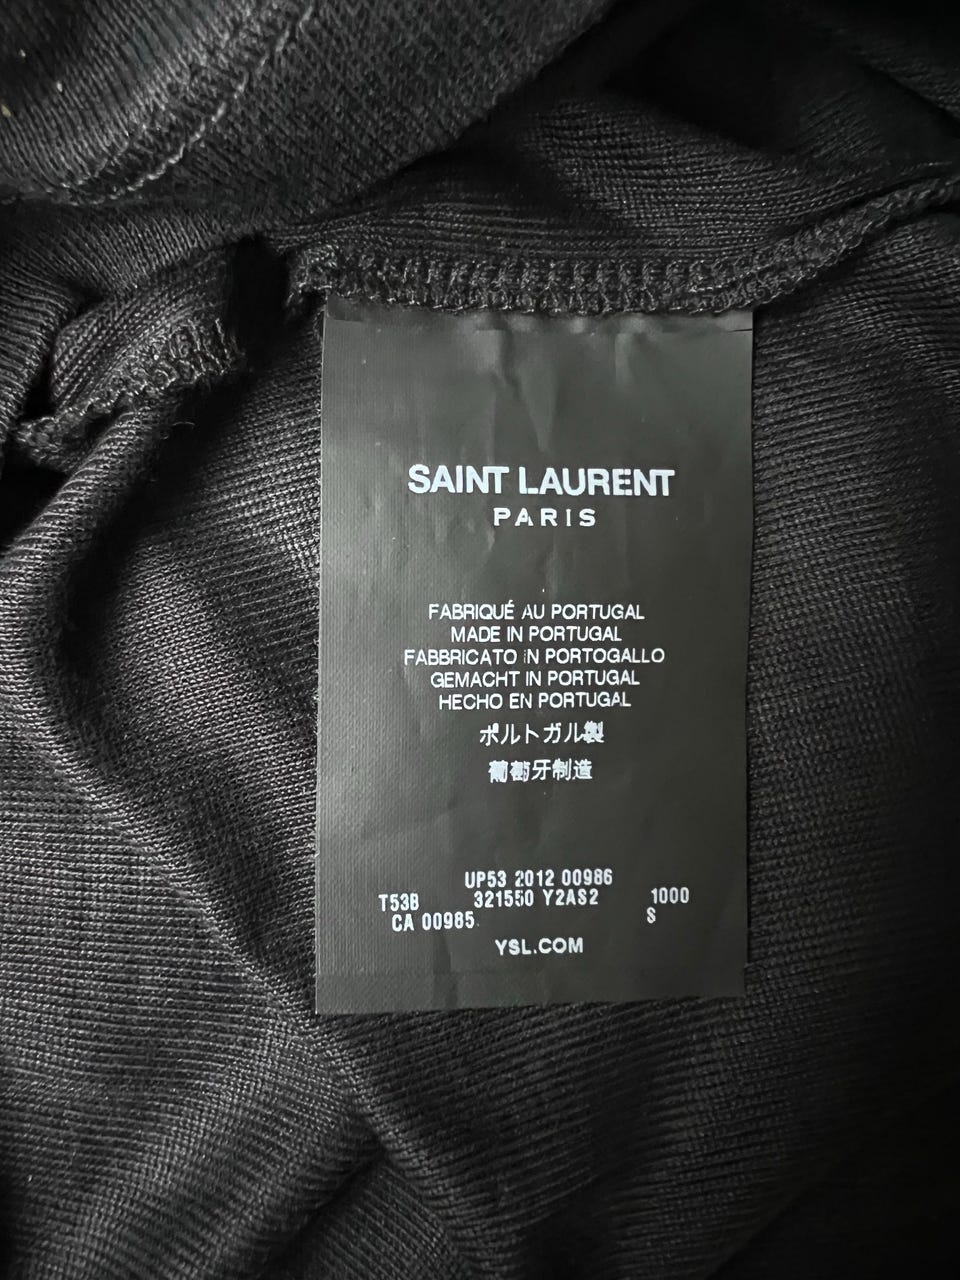 SAINT LAURENT
PARIS
FABRIQUÉ AU PORTUGAL
MADE IN PORTUGAL
FABBRICATO IN PORTOGALLO
GEMACHT IN PORTUGAL
HECHO EN PORTUGAL
ポルトガル製
葡萄牙制造
UP53 2012 00986
T53B 321550 Y2AS2 1000
CA 00985 S
YSL.COM